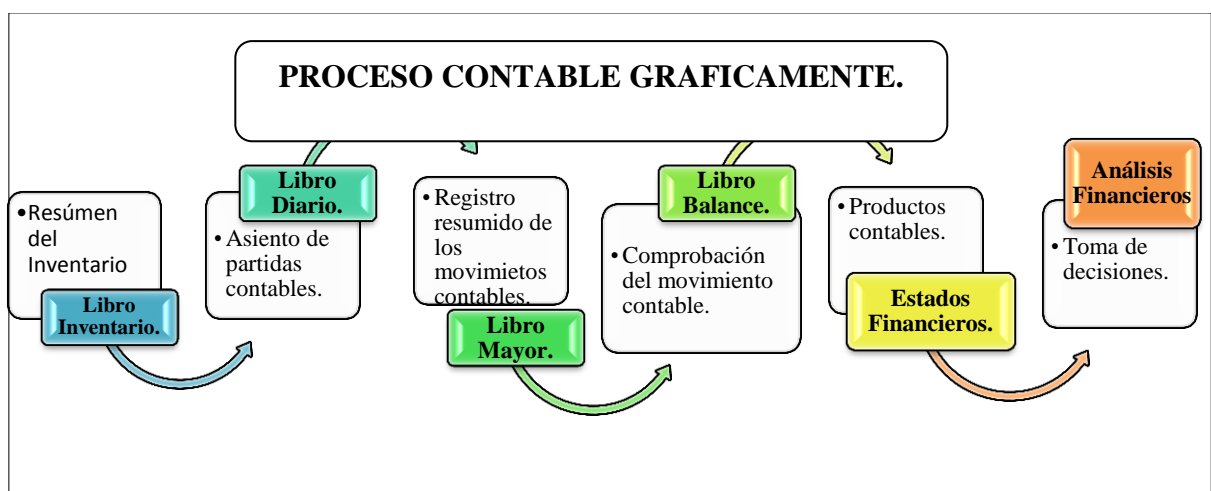 PROCESO CONTABLE GRAFICAMENTE.
•Resúmen
del
Inventario
Libro
Inventario.
Libro
Diario.
• Asiento de
partidas
contables.
• Registro
resumido de
los
movimietos
contables.
Libro
Mayor.
Libro
Balance.
• Comprobación
del movimiento
contable.
• Productos
contables.
Estados
Financieros.
Análisis
Financieros
• Toma de
decisiones.